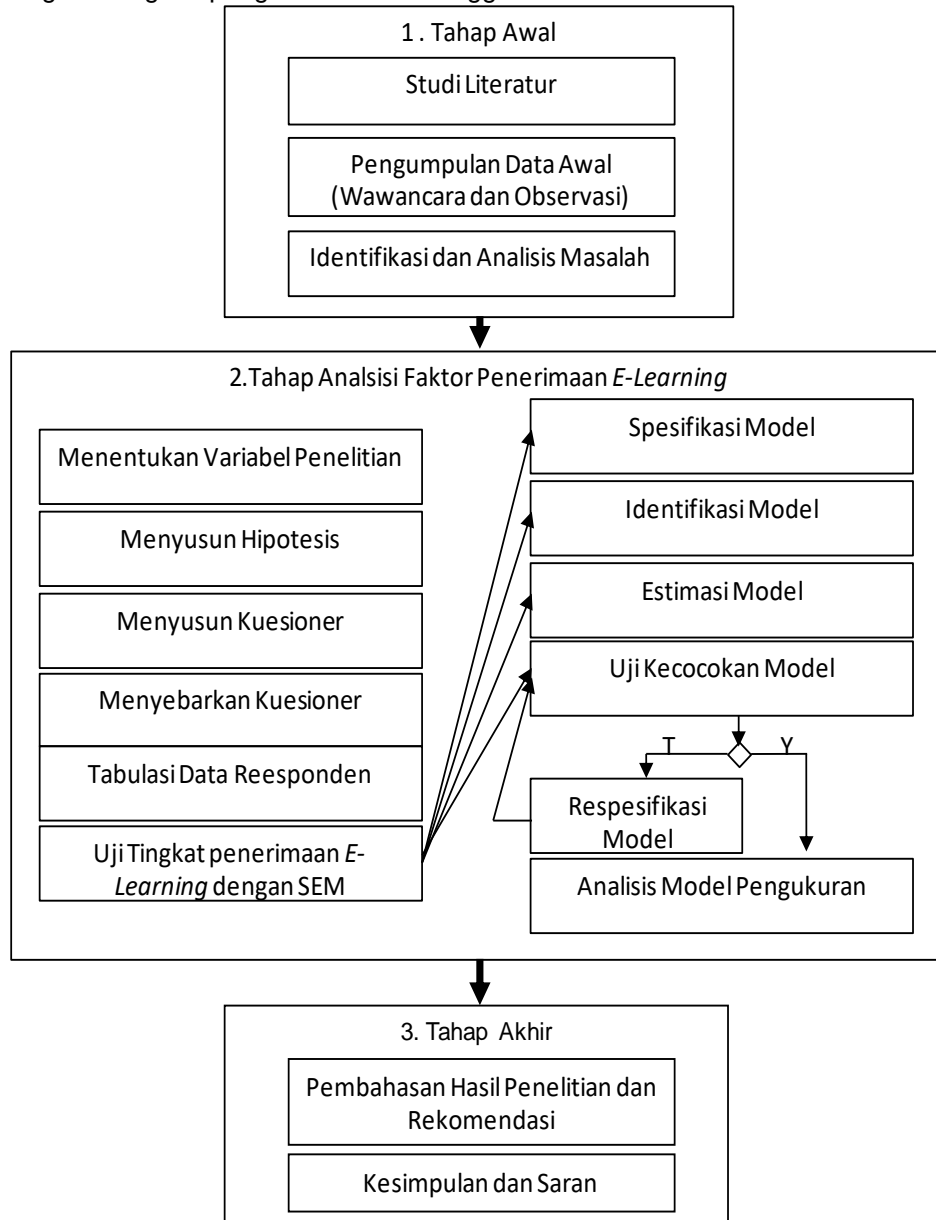 1 . Tahap Awal
Studi Literatur
Pengumpulan Data Awal
(Wawancara dan Observasi)
Identifikasi dan Analisis Masalah
2.Tahap Analsisi Faktor Penerimaan E-Learning
Menentukan Variabel Penelitian
Menyusun Hipotesis
Menyusun Kuesioner
Menyebarkan Kuesioner
Tabulasi Data Reesponden
Uji Tingkat penerimaan E-
Learning dengan SEM
Spesifikasi Model
Identifikasi Model
Estimasi Model
Uji Kecocokan Model
T
Y
Respesifikasi
Model
Analisis Model Pengukuran
3. Tahap Akhir
Pembahasan Hasil Penelitian dan
Rekomendasi
Kesimpulan dan Saran